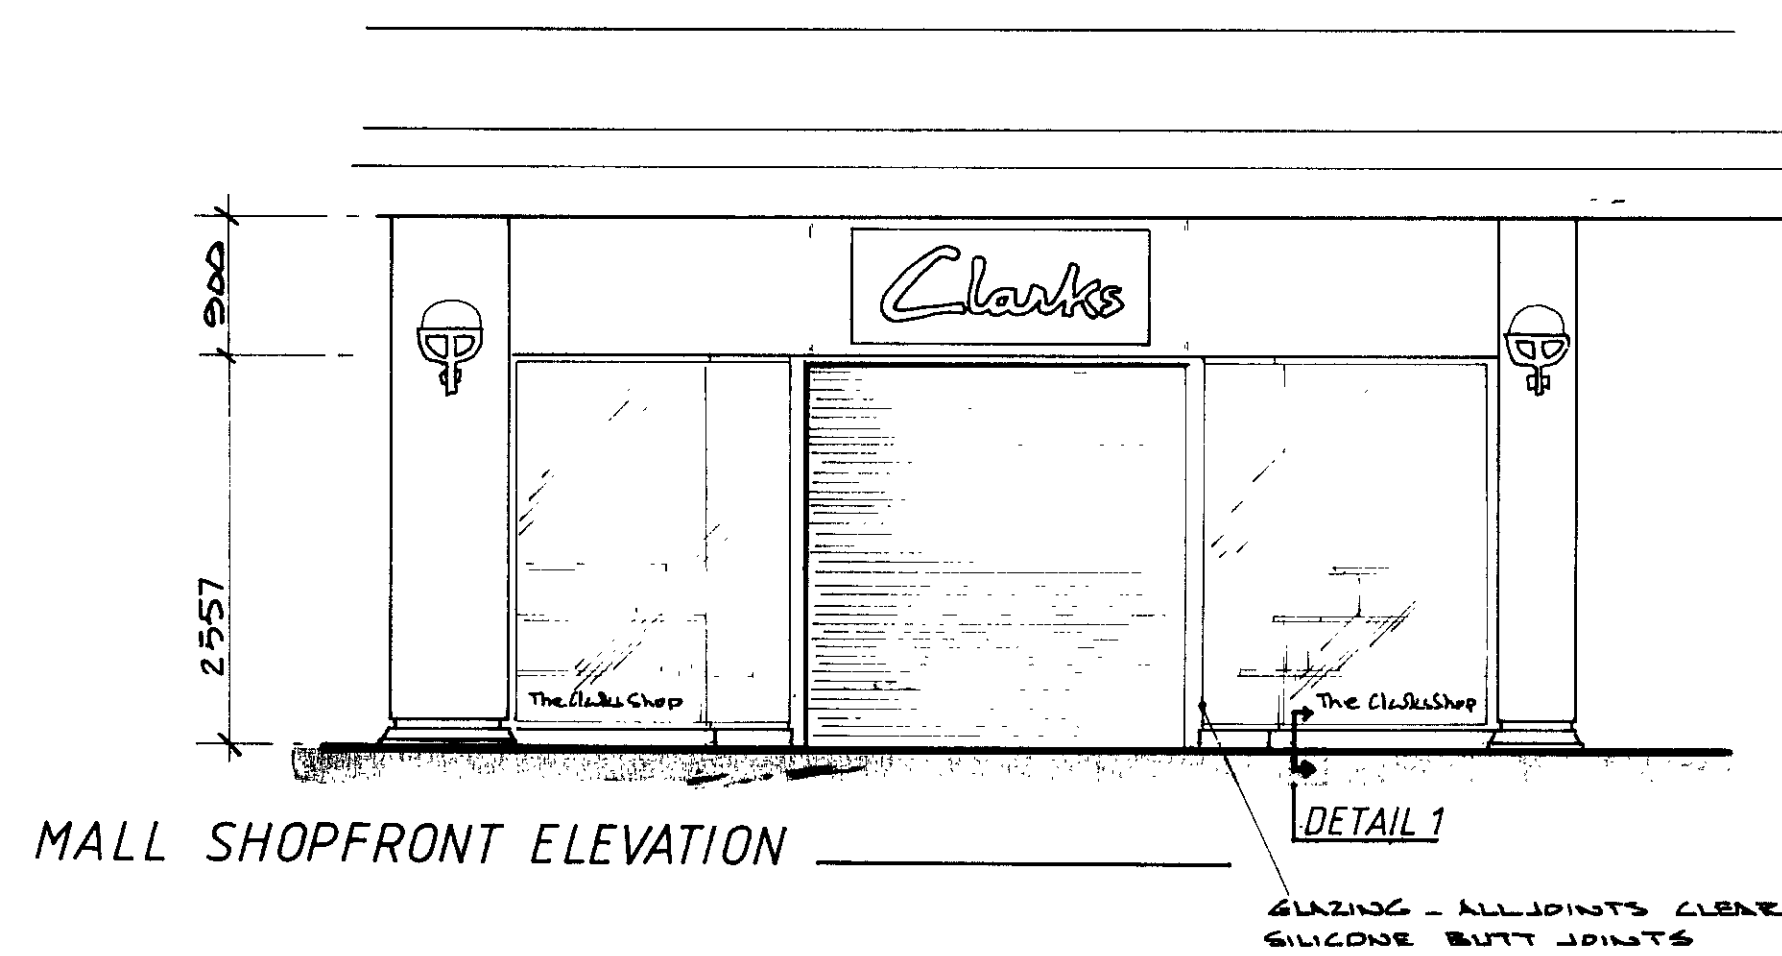 Clarks
900
2557
The Clarks Shop
The Clarks Shop
DETAIL 1
MALL SHOPFRONT ELEVATION
GLAZING - ALL JOINTS CLEAR
SILICONE BUTT JOINTS